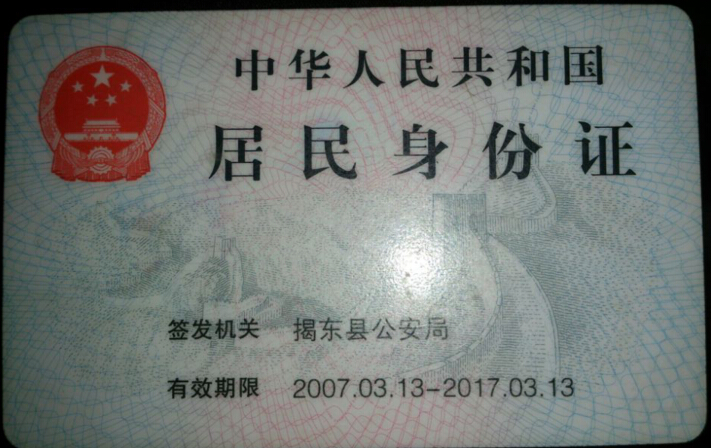 中华人民共和国
居民身份证
签发机关 揭东县公安局
有效期限 2007.03.13-2017.03.13